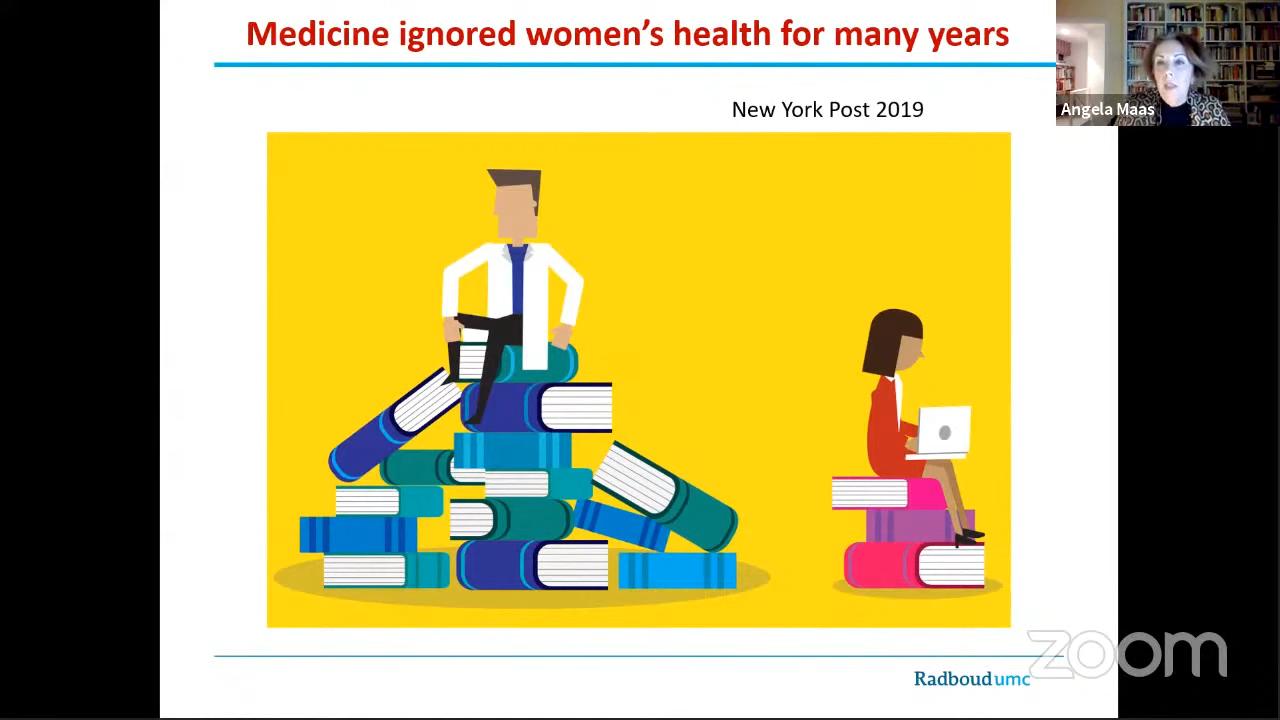 Medicine ignored women's health for many years
Angela Maas
New York Post 2019
zoom
Radboudumc